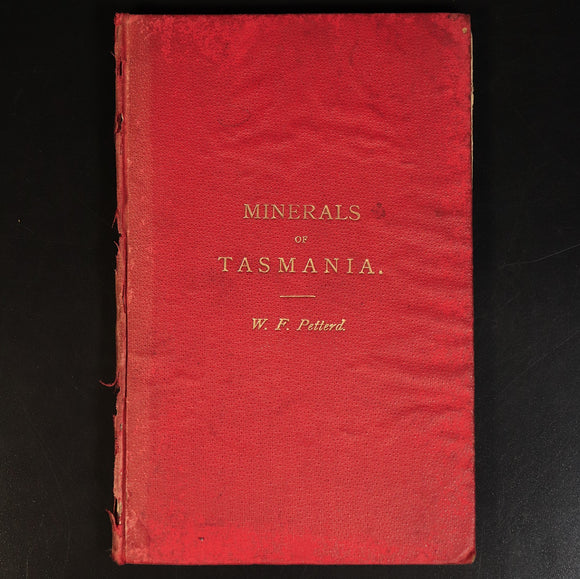 MINERALS
OF
TASMANIA.
W. F. Petterd.